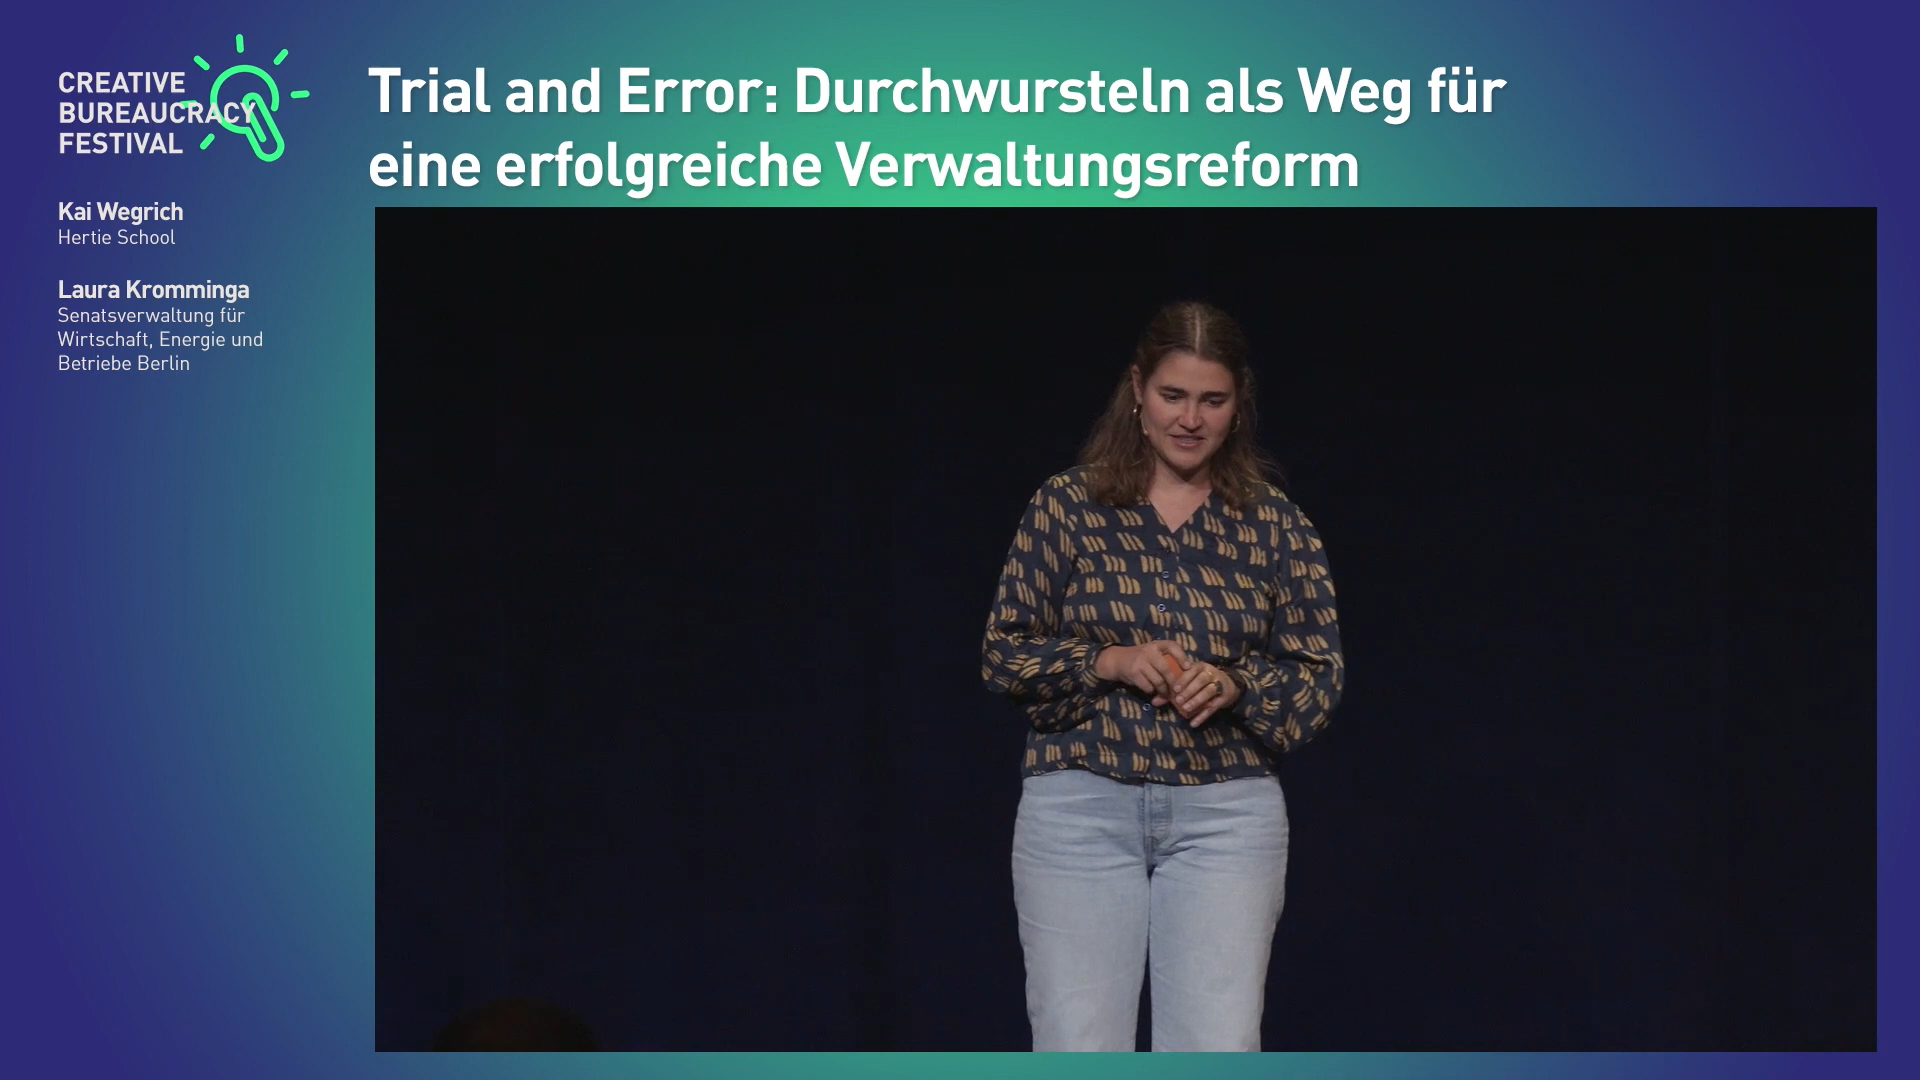 CREATIVE
BUREAUCRACY
FESTIVAL
Trial and Error: Durchwursteln als Weg für
eine erfolgreiche Verwaltungsreform
Kai Wegrich
Hertie School
Laura Kromminga
Senatsverwaltung für
Wirtschaft, Energie und
Betriebe Berlin